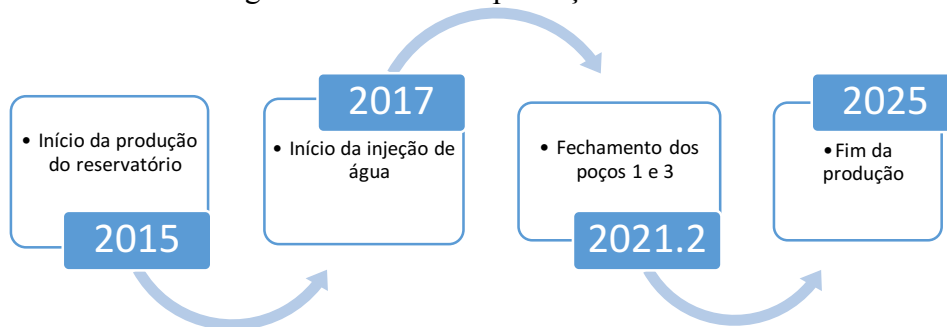 • Início da produção
do reservatório
2015
2017
• Início da injeção de
água
• Fechamento dos
poços 1 e 3
2021.2
2025
• Fim da
produção